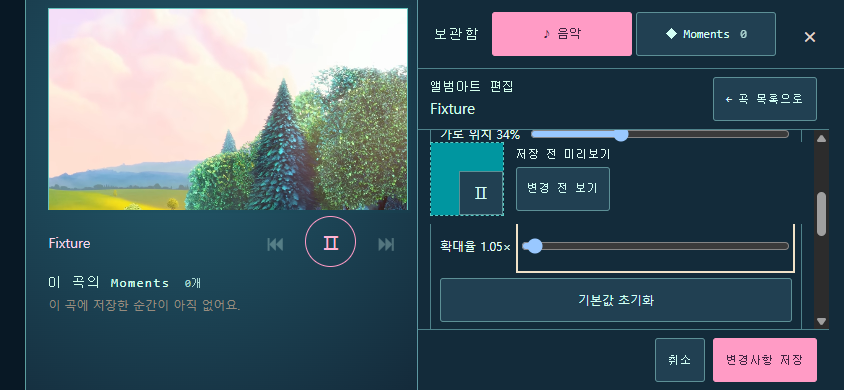 보관함
♪ 음악
◆ Moments 0
×
앨범아트 편집
Fixture
← 곡 목록으로
가로 위치 34%
저장 전 미리보기
변경 전 보기
확대율 1.05×
기본값 초기화
취소
변경사항 저장
Fixture
이 곡의 Moments 0개
이 곡에 저장한 순간이 아직 없어요.